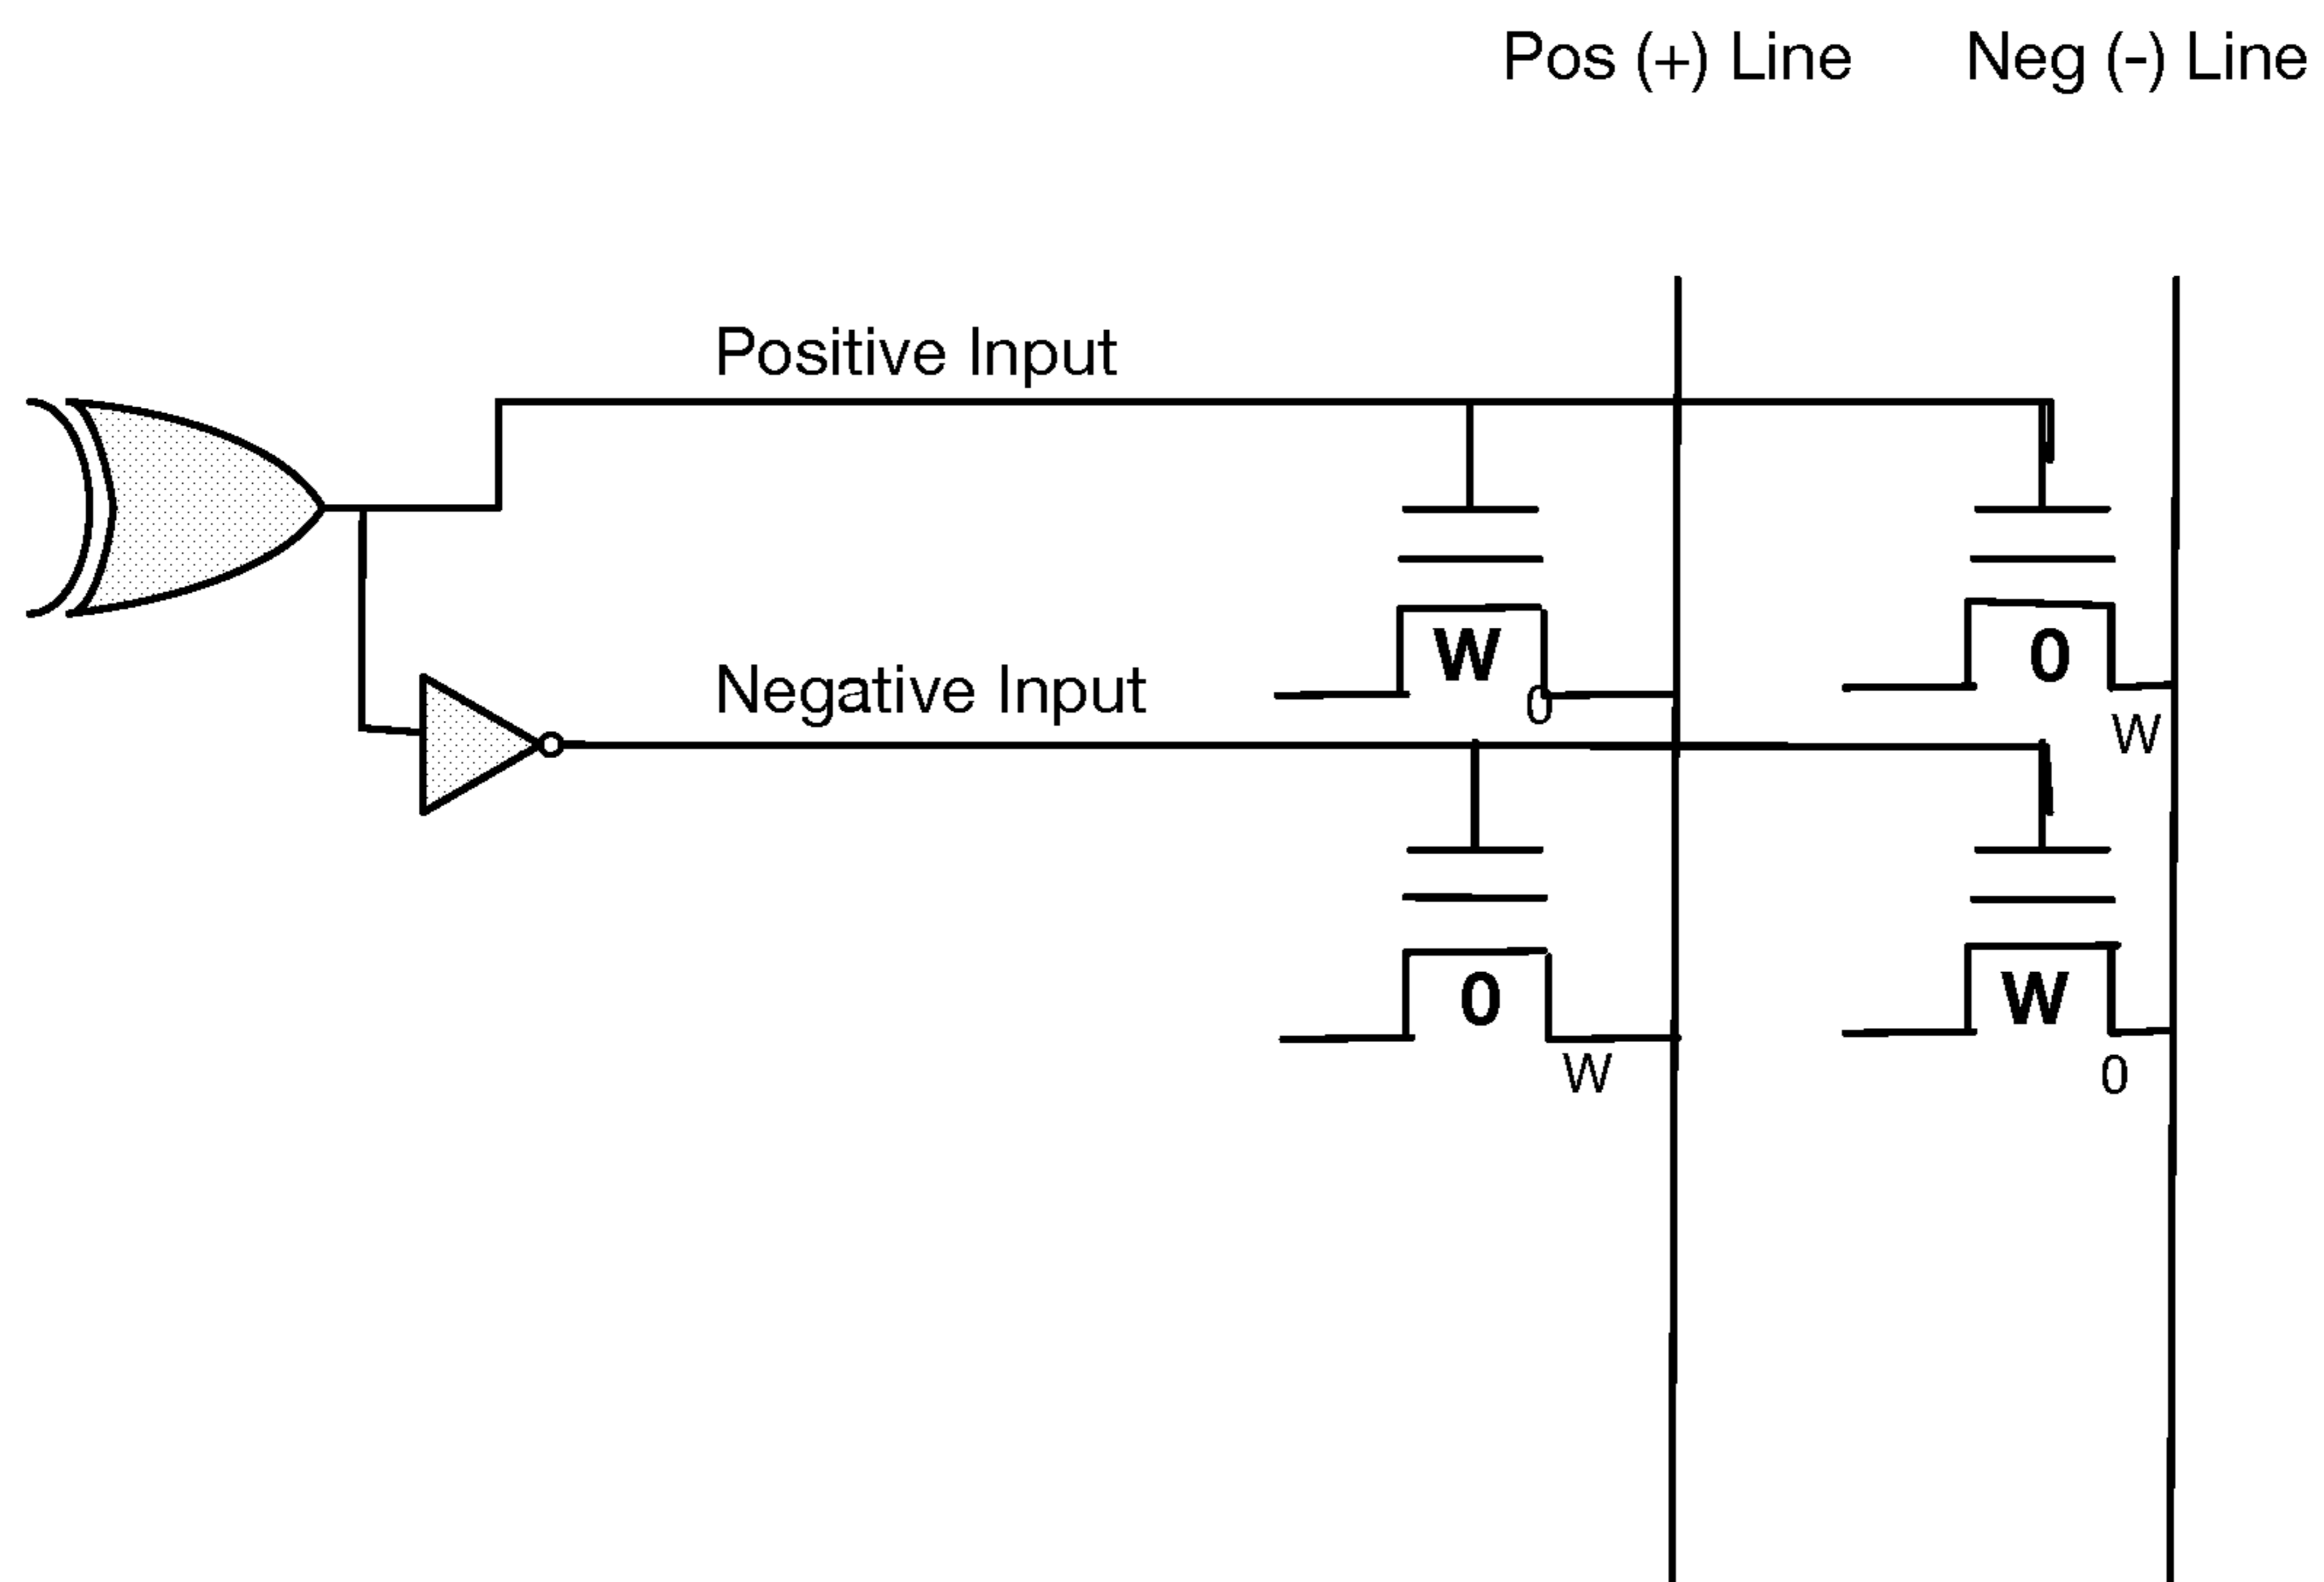 Pos (+) Line Neg (-) Line
Positive Input
W 0
Negative Input
0 W
0 W
W 0